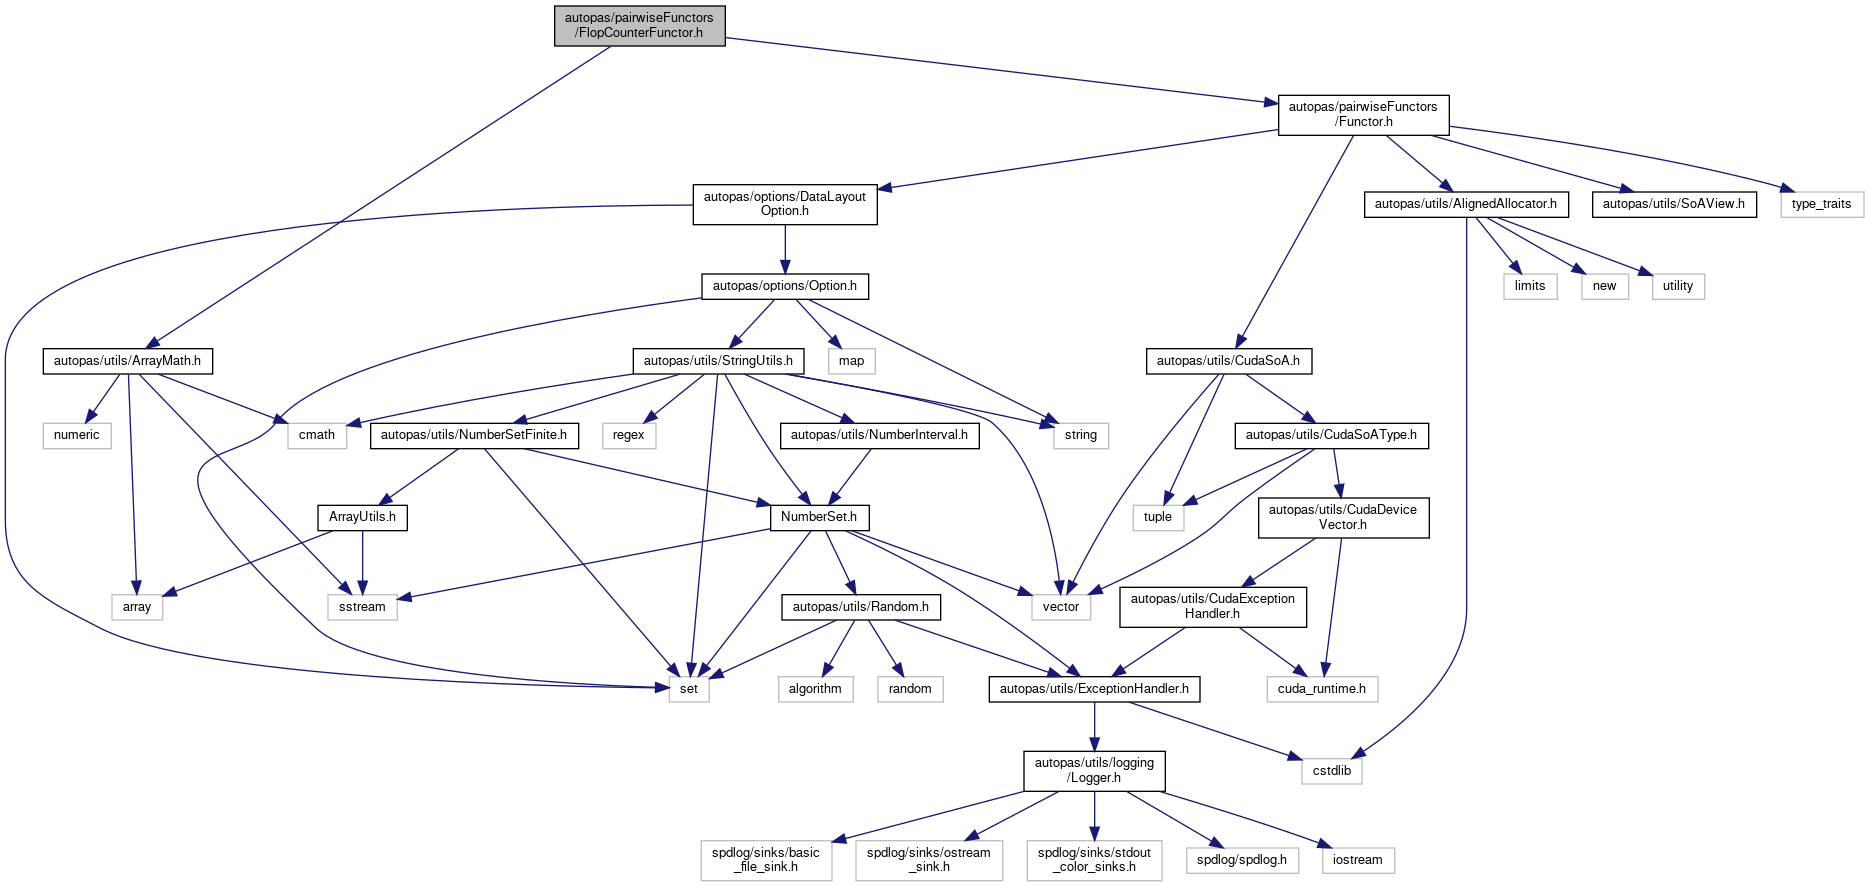 autopas/pairwiseFunctors
/FlopCounterFunctor.h
autopas/pairwiseFunctors
/Functor.h
autopas/options/DataLayout
Option.h
autopas/utils/AlignedAllocator.h
autopas/utils/SoAView.h
type_traits
autopas/options/Option.h
limits
new
utility
autopas/utils/ArrayMath.h
autopas/utils/StringUtils.h
map
autopas/utils/CudaSoA.h
numeric
cmath
autopas/utils/NumberSetFinite.h
regex
autopas/utils/NumberInterval.h
string
autopas/utils/CudaSoAType.h
ArrayUtils.h
NumberSet.h
tuple
autopas/utils/CudaDevice
Vector.h
array
sstream
autopas/utils/Random.h
vector
autopas/utils/CudaException
Handler.h
set
algorithm
random
autopas/utils/ExceptionHandler.h
cuda_runtime.h
autopas/utils/logging
/Logger.h
cstdlib
spdlog/sinks/basic
_file_sink.h
spdlog/sinks/ostream
_sink.h
spdlog/sinks/stdout
_color_sinks.h
spdlog/spdlog.h
iostream